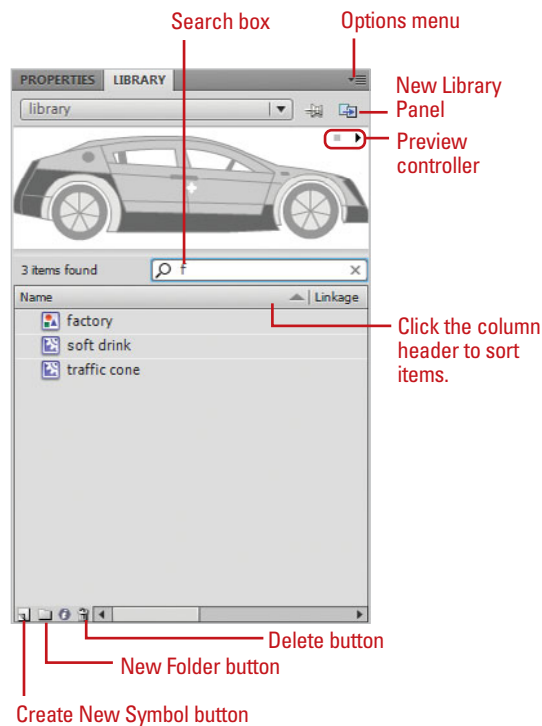 Search box
Options menu
PROPERTIES LIBRARY
library
New Library
Panel
Preview
controller
3 items found
f
Name
Linkage
factory
soft drink
traffic cone
Click the column
header to sort
items.
Delete button
New Folder button
Create New Symbol button